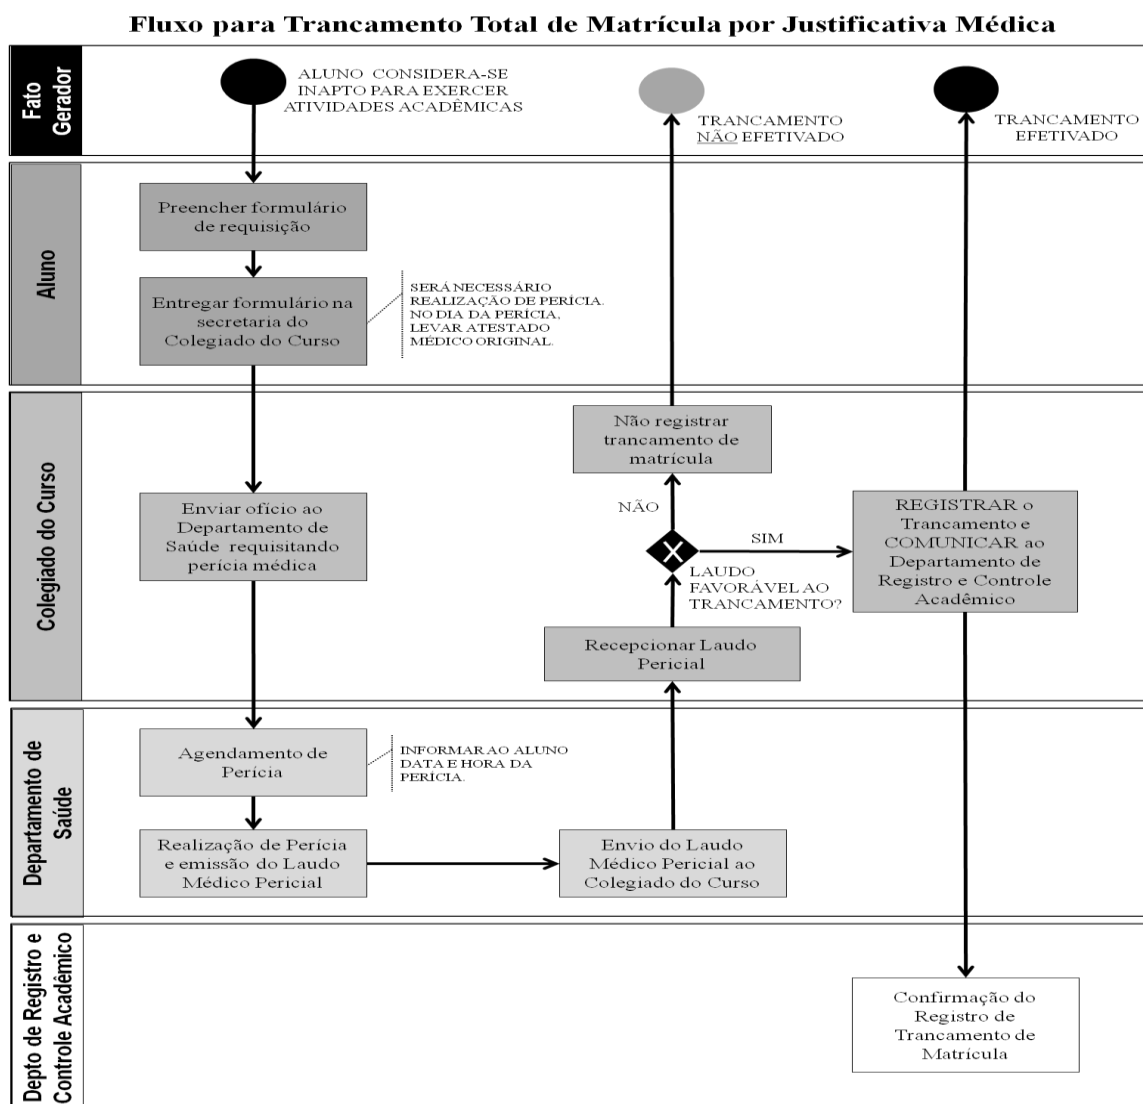 Fluxo para Trancamento Total de Matrícula por Justificativa Médica
Fato
Gerador
ALUNO CONSIDERA-SE
INAPTO PARA EXERCER
ATIVIDADES ACADÊMICAS
TRANCAMENTO
NÃO EFETIVADO
TRANCAMENTO
EFETIVADO
Aluno
Preencher formulário
de requisição
Entregar formulário na
secretaria do
Colegiado do Curso
SERÁ NECESSÁRIO
REALIZAÇÃO DE PERÍCIA.
NO DIA DA PERÍCIA,
LEVAR ATESTADO
MÉDICO ORIGINAL.
Colegiado do Curso
Não registrar
trancamento de
matrícula
Enviar ofício ao
Departamento de
Saúde requisitando
perícia médica
NÃO
X
SIM
LAUDO
FAVORÁVEL AO
TRANCAMENTO?
REGISTRAR o
Trancamento e
COMUNICAR ao
Departamento de
Registro e Controle
Acadêmico
Recepcionar Laudo
Pericial
Departamento de
Saúde
Agendamento de
Perícia
INFORMAR AO ALUNO
DATA E HORA DA
PERÍCIA.
Realização de Perícia
e emissão do Laudo
Médico Pericial
Envio do Laudo
Médico Pericial ao
Colegiado do Curso
Depto de Registro e
Controle Acadêmico
Confirmação do
Registro de
Trancamento de
Matrícula